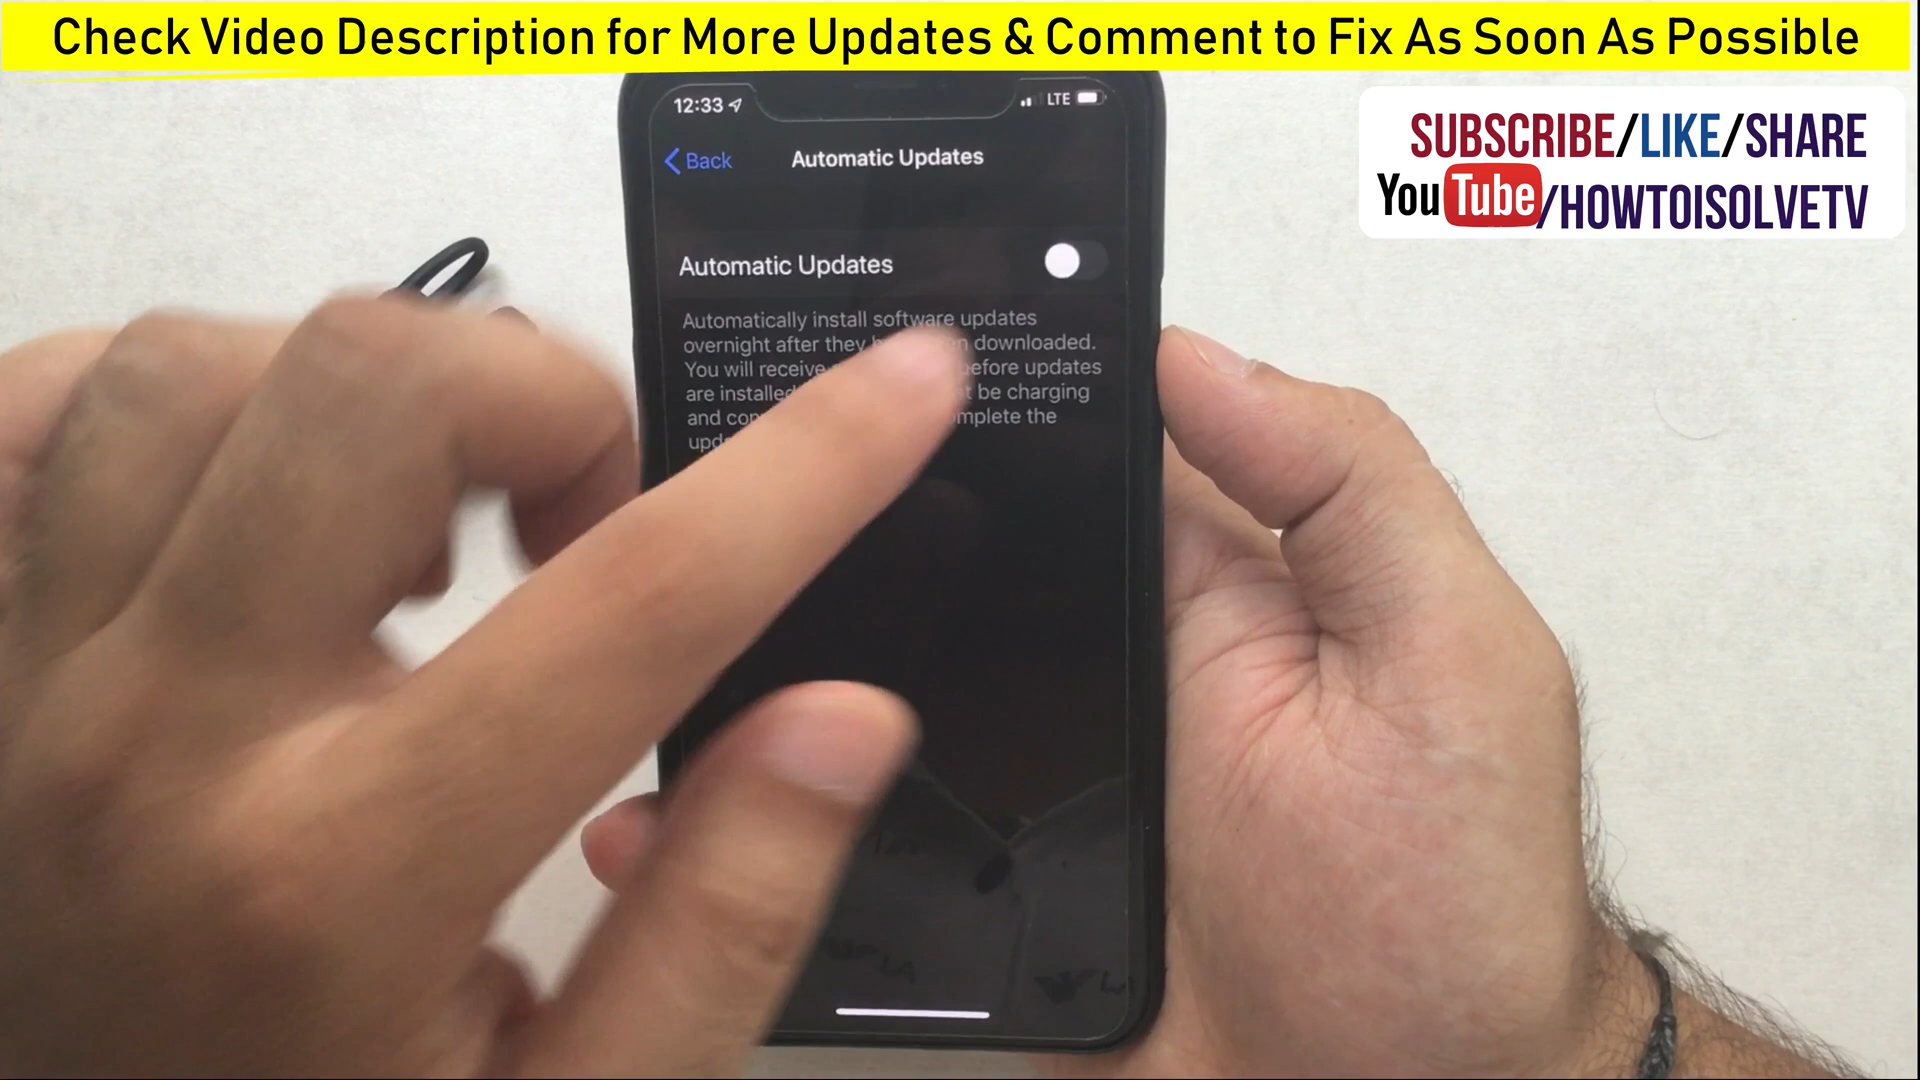 Check Video Description for More Updates & Comment to Fix As Soon As Possible
12:33 LTE
SUBSCRIBE/LIKE/SHARE
YouTube/HOWTOISOLVETV
Back Automatic Updates
Automatic Updates
Automatically install software updates
overnight after they downloaded.
You will receive before updates
are installed be charging
and complete the